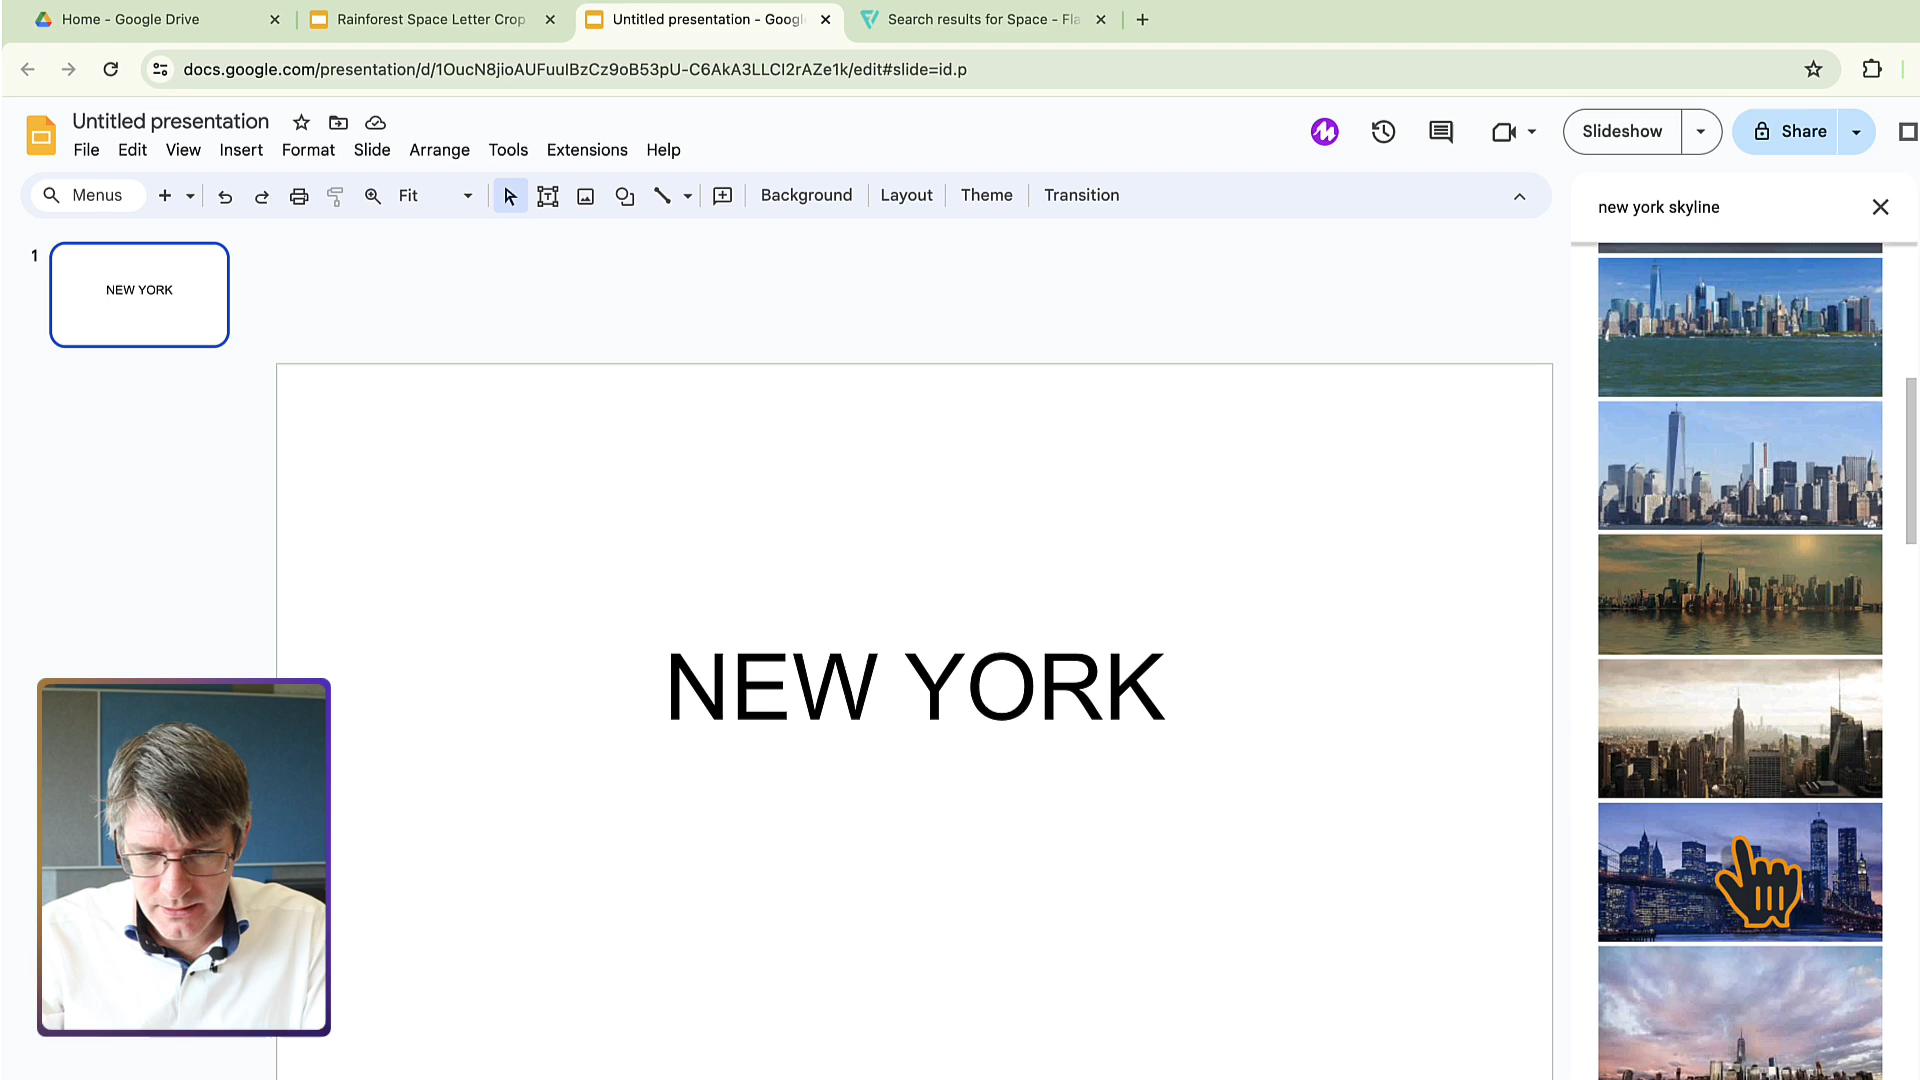 Home - Google Drive
Rainforest Space Letter Crop
Untitled presentation - Googl
Search results for Space - Fla
docs.google.com/presentation/d/1OucN8jioAUFuuIBzCz9oB53pU-C6AkA3LLCI2rAZe1k/edit#slide=id.p
Untitled presentation
File Edit View Insert Format Slide Arrange Tools Extensions Help
Slideshow
Share
Menus
Fit
Background
Layout
Theme
Transition
new york skyline
1
NEW YORK
NEW YORK